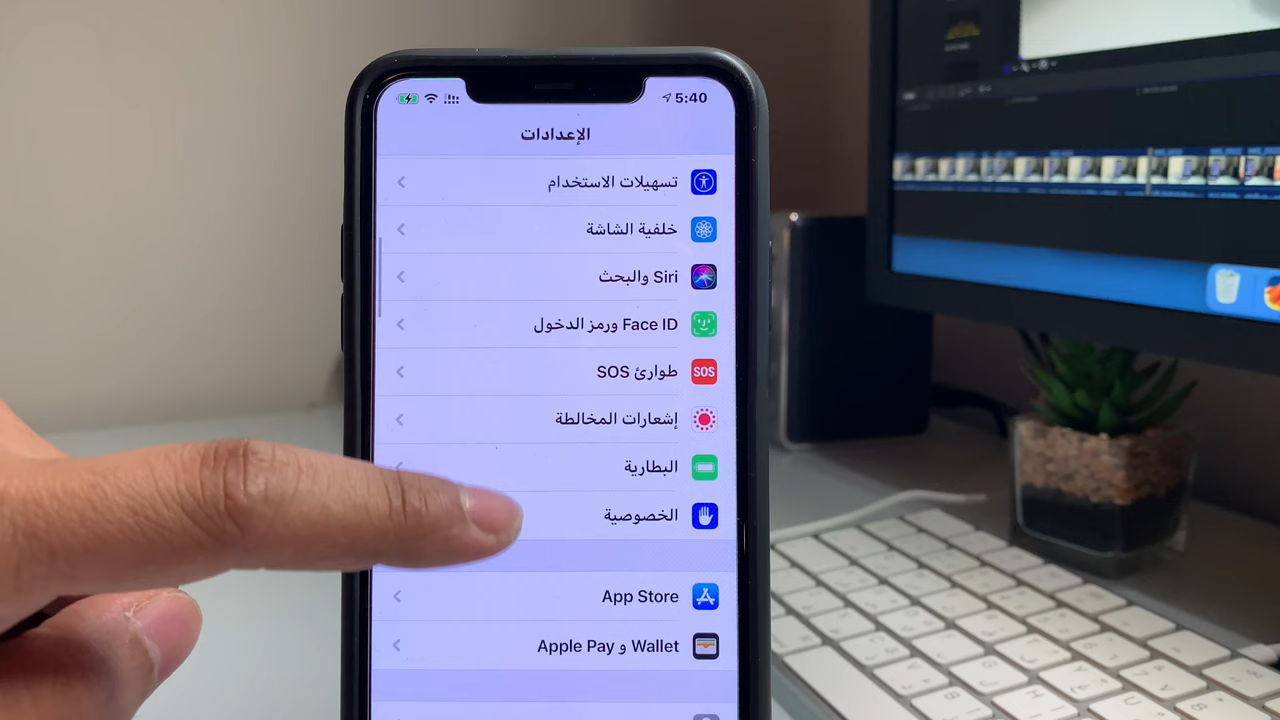 5:40
الإعدادات
تسهيلات الاستخدام
خلفية الشاشة
Siri والبحث
Face ID ورمز الدخول
SOS
طوارئ SOS
إشعارات المخالطة
البطارية
الخصوصية
App Store
Wallet و Apple Pay